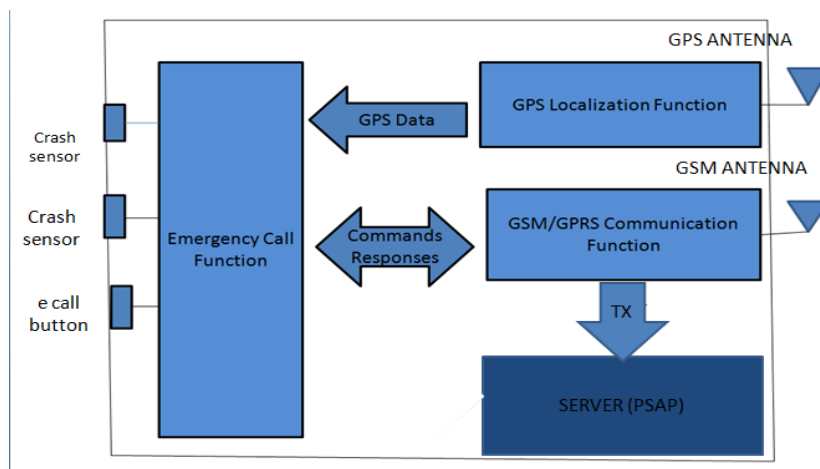 GPS ANTENNA
GPS Localization Function
GPS Data
Crash
sensor
GSM ANTENNA
Crash
sensor
Emergency Call
Function
Commands
Responses
GSM/GPRS Communication
Function
e call
button
TX
SERVER (PSAP)